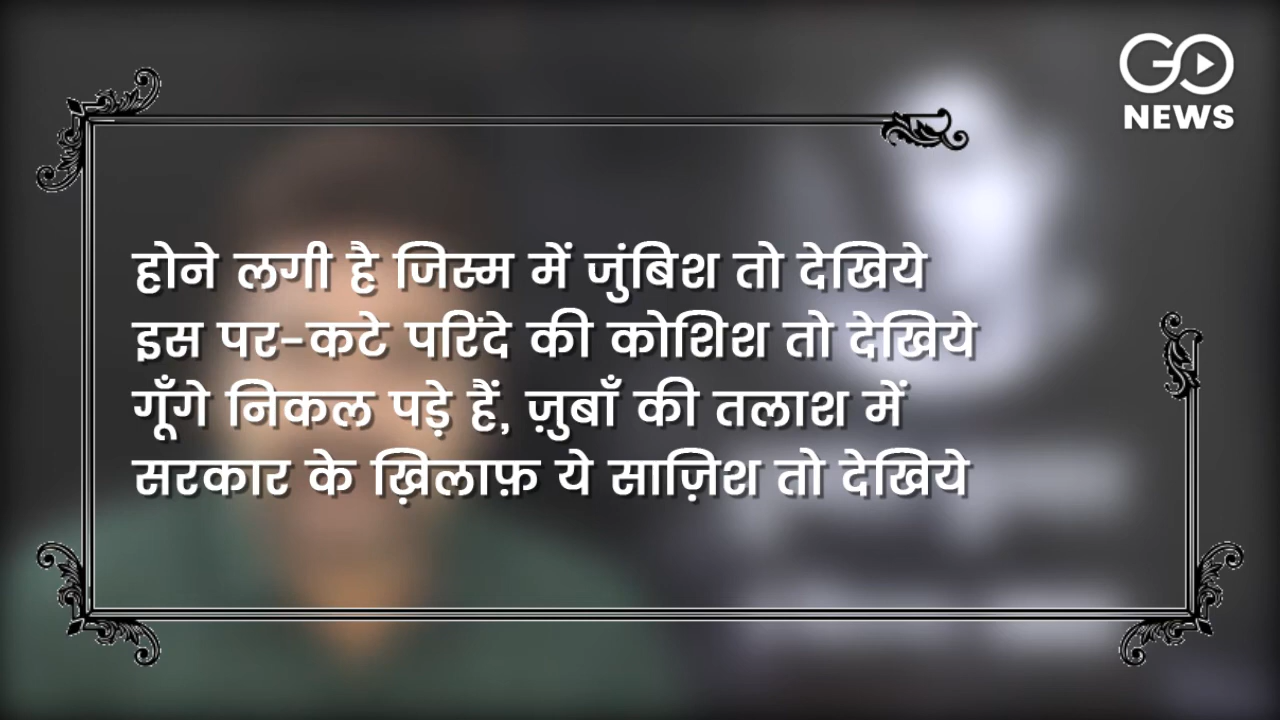 GO
NEWS
होने लगी है जिस्म में जुंबिश तो देखिये
इस पर-कटे परिंदे की कोशिश तो देखिये
गूँगे निकल पड़े हैं, ज़ुबाँ की तलाश में
सरकार के ख़िलाफ़ ये साज़िश तो देखिये